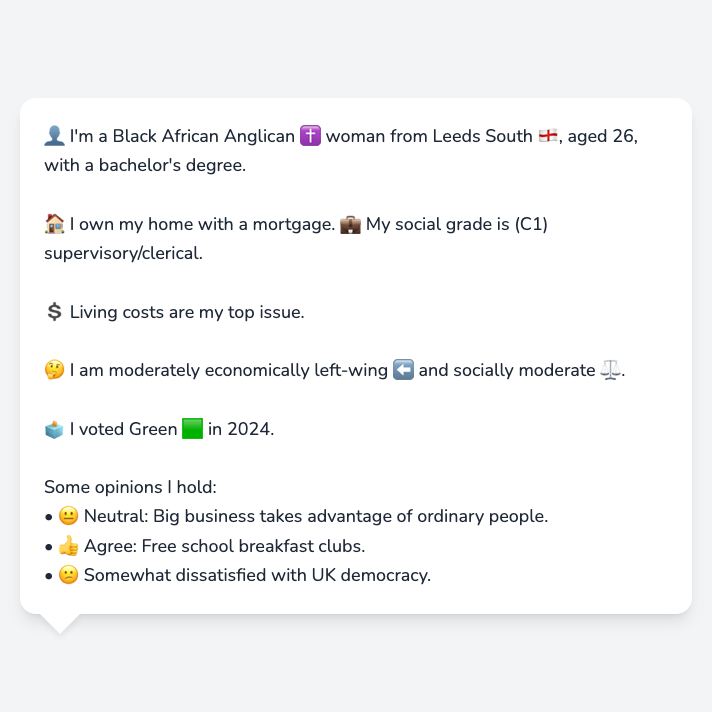 👤 I'm a Black African Anglican ✝️ woman from Leeds South 🏴󠁧󠁢󠁥󠁮󠁧󠁿, aged 26,
with a bachelor's degree.
🏠 I own my home with a mortgage. 💼 My social grade is (C1)
supervisory/clerical.
💲 Living costs are my top issue.
🤔 I am moderately economically left-wing ⬅️ and socially moderate ⚖️.
🗳️ I voted Green 🟩 in 2024.
Some opinions I hold:
• 😐 Neutral: Big business takes advantage of ordinary people.
• 👍 Agree: Free school breakfast clubs.
• 😕 Somewhat dissatisfied with UK democracy.